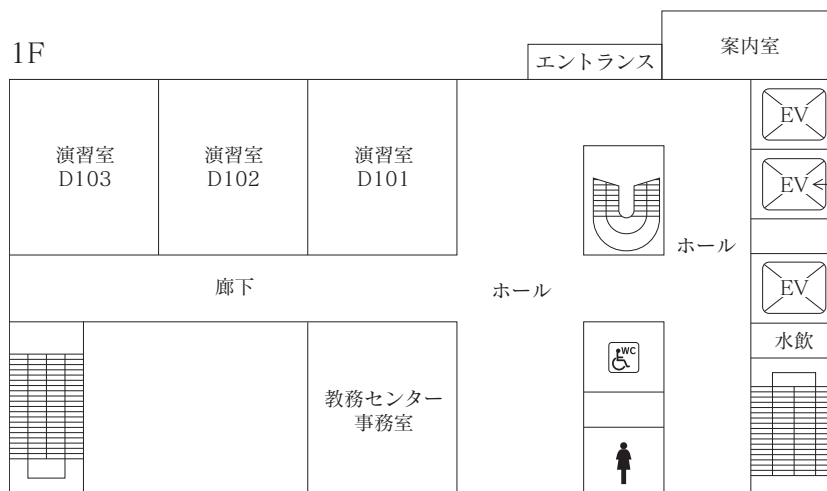 1F
エントランス
案内室
EV
演習室
D103
演習室
D102
演習室
D101
EV
ホール
廊下
ホール
EV
水飲
WC
教務センター
事務室